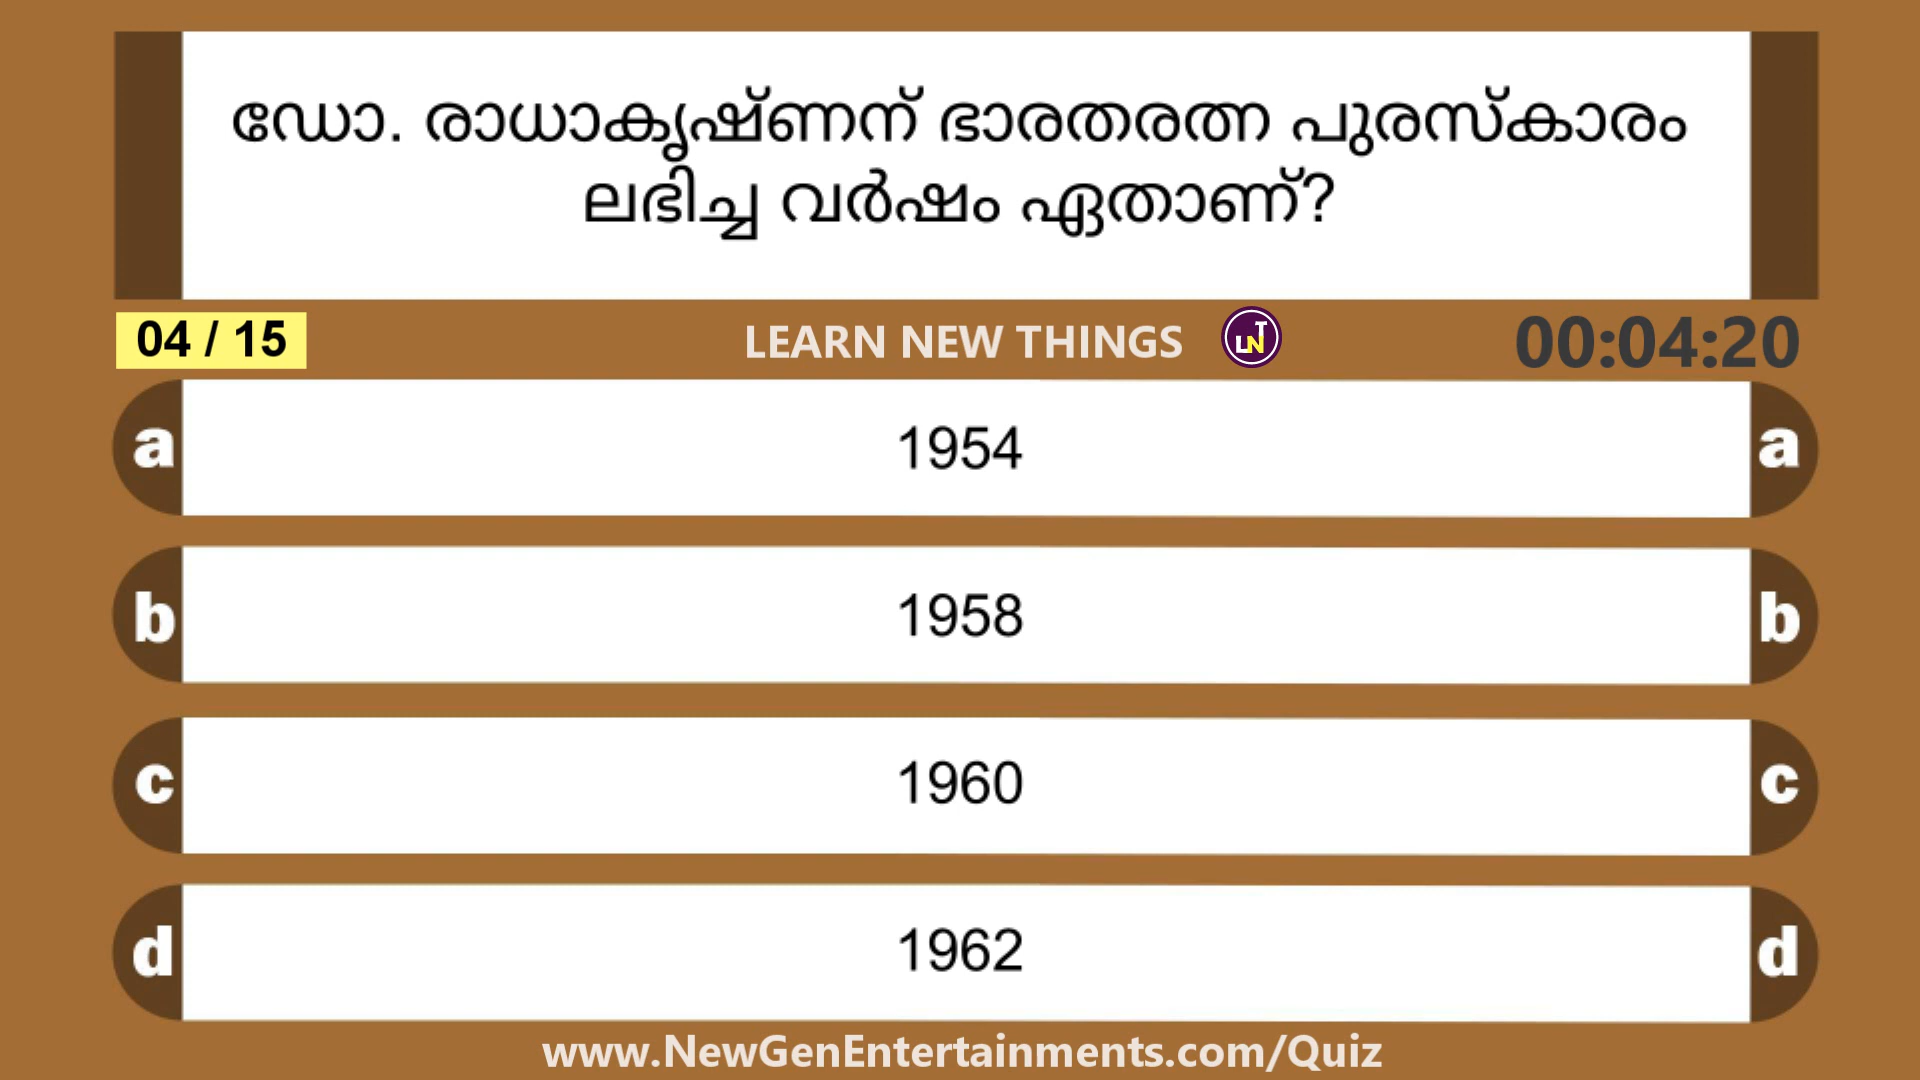 ഡോ. രാധാകൃഷ്ണന് ഭാരതരത്ന പുരസ്കാരം
ലഭിച്ച വർഷം ഏതാണ്?
04 / 15
LEARN NEW THINGS
LNT
00:04:20
a 1954 a
b 1958 b
c 1960 c
d 1962 d
www.NewGenEntertainments.com/Quiz